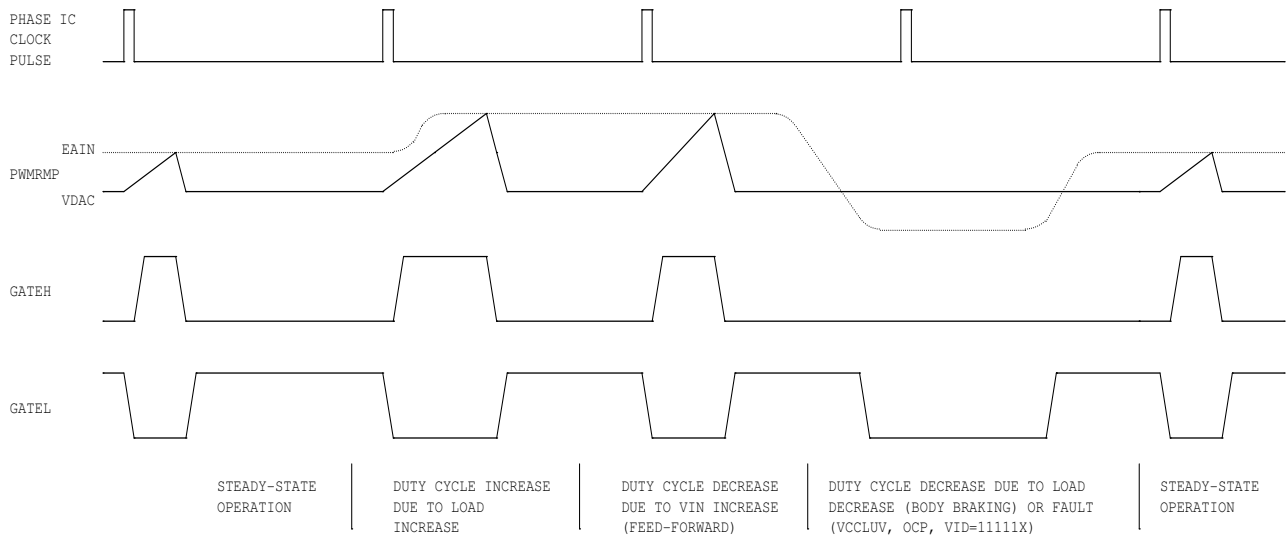 PHASE IC
CLOCK
PULSE
EAIN
PWMRMP
VDAC
GATEH
GATEL
STEADY-STATE
OPERATION
DUTY CYCLE INCREASE
DUE TO LOAD
INCREASE
DUTY CYCLE DECREASE
DUE TO VIN INCREASE
(FEED-FORWARD)
DUTY CYCLE DECREASE DUE TO LOAD
DECREASE (BODY BRAKING) OR FAULT
(VCCLUV, OCP, VID=11111X)
STEADY-STATE
OPERATION